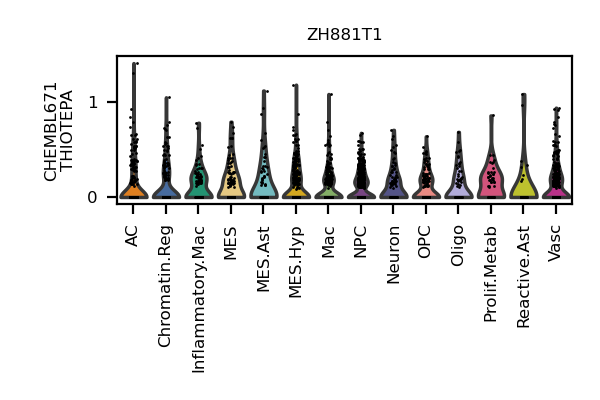 ZH881T1
CHEMBL671
THIOTEPA
1
0
AC
Chromatin.Reg
Inflammatory.Mac
MES
MES.Ast
MES.Hyp
Mac
NPC
Neuron
OPC
Oligo
Prolif.Metab
Reactive.Ast
Vasc